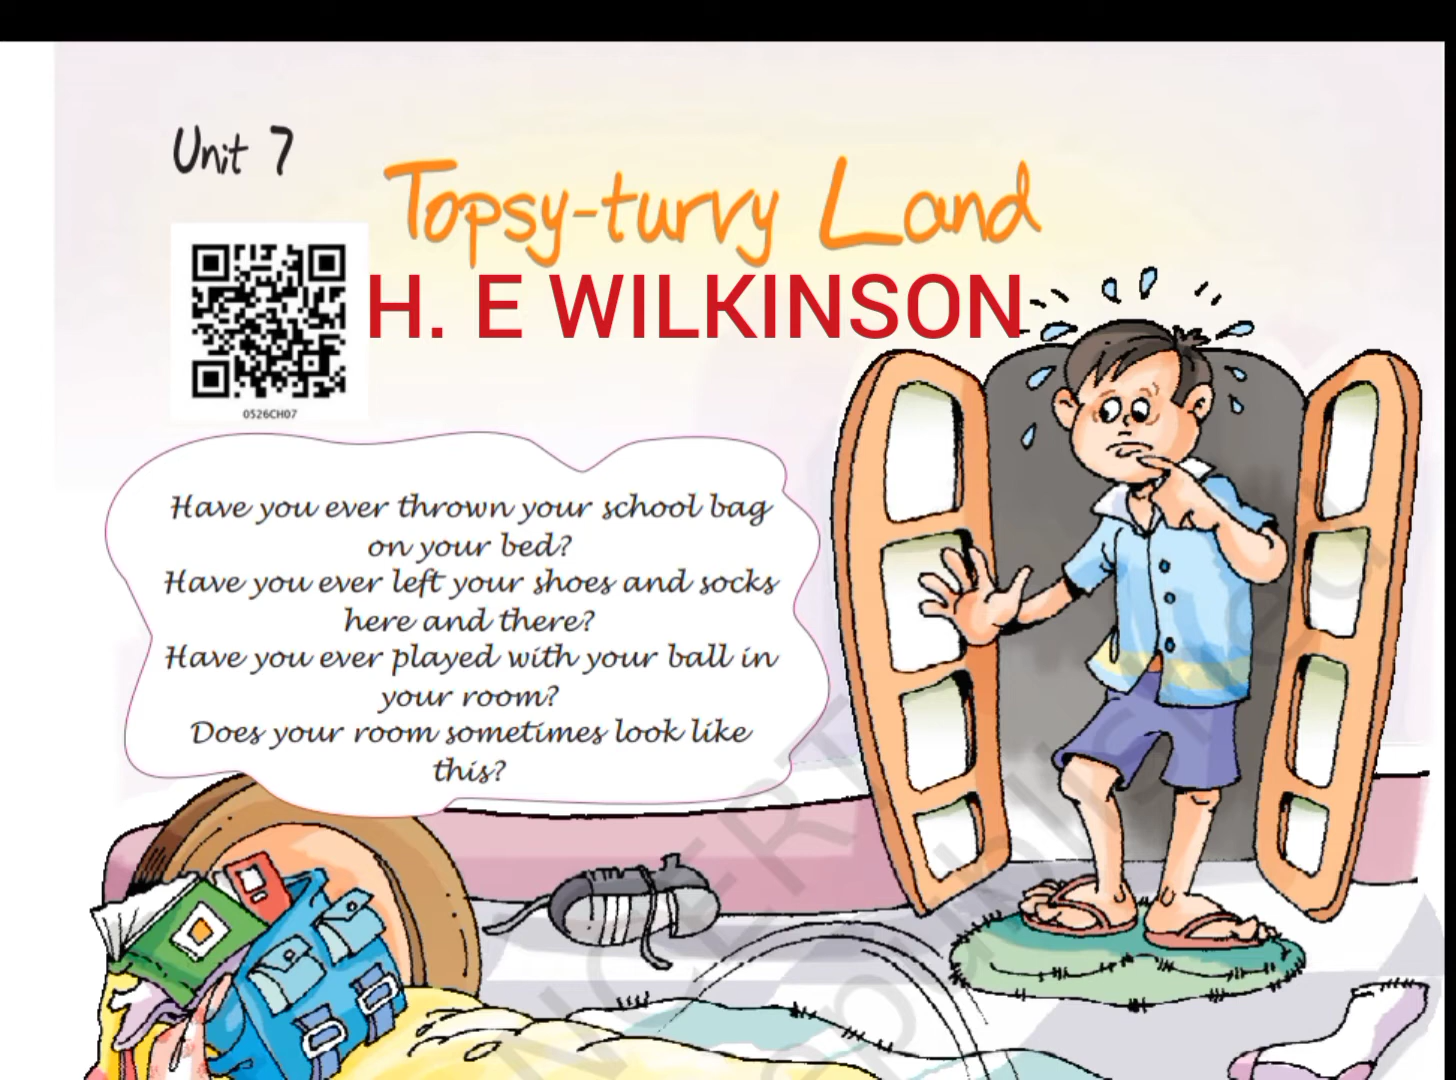 Unit 7
Topsy-turvy Land
H. E WILKINSON
0526CH07
Have you ever thrown your school bag
on your bed?
Have you ever left your shoes and socks
here and there?
Have you ever played with your ball in
your room?
Does your room sometimes look like
this?